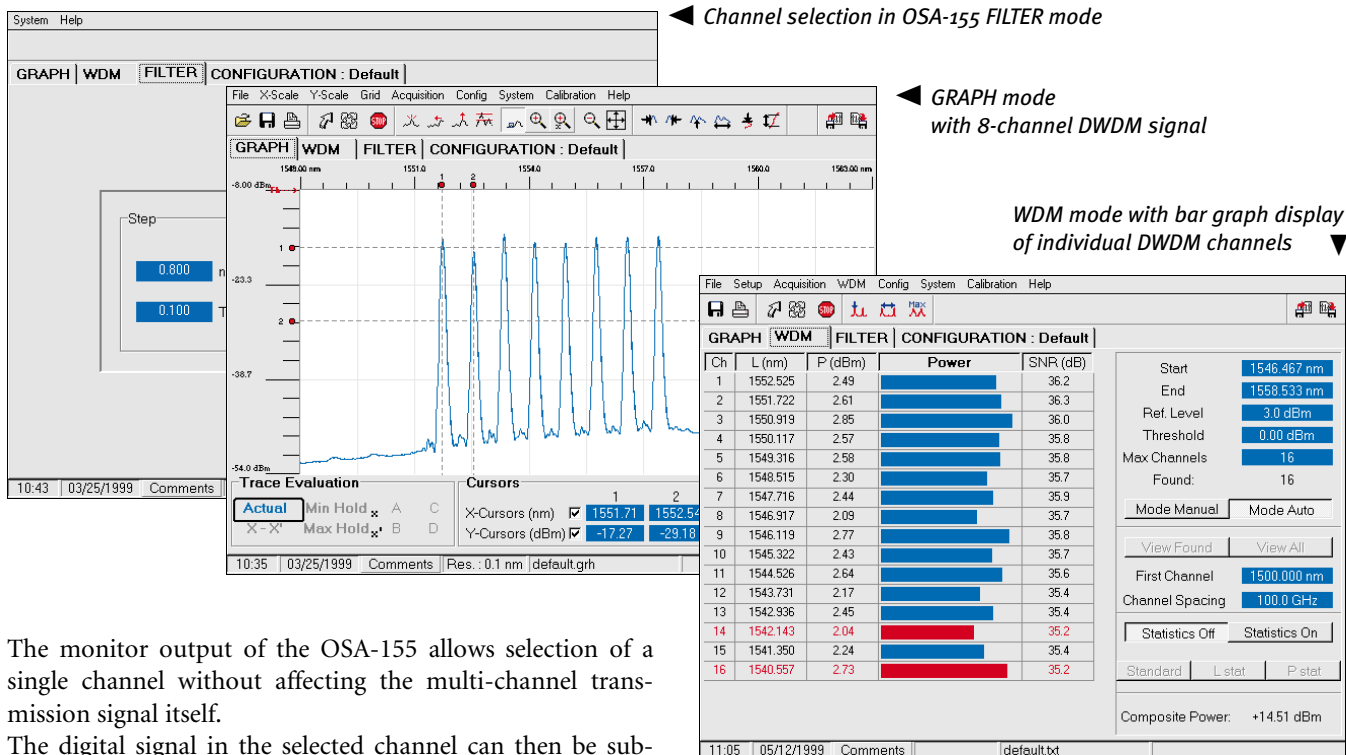 System Help
◄ Channel selection in OSA-155 FILTER mode
GRAPH WDM FILTER CONFIGURATION : Default
Step
0.800 n
0.100 T
10:43 03/25/1999 Comments
◄ GRAPH mode
with 8-channel DWDM signal
File X-Scale Y-Scale Grid Acquisition Config System Calibration Help
STOP
GRAPH WDM FILTER CONFIGURATION : Default
1548.00 nm 1551.0 1554.0 1557.0 1560.0 1563.00 nm
1 2
-8.00 dBm
1
-23.3
2
-38.7
-54.0 dBm
Trace Evaluation
Actual Min Hold x A C
X - X' Max Hold x' B D
Cursors
1 2
X-Cursors (nm) 1551.71 1552.54
Y-Cursors (dBm) -17.27 -29.18
10:35 03/25/1999 Comments Res. : 0.1 nm default.grh
WDM mode with bar graph display
of individual DWDM channels ▼
File Setup Acquisition WDM Config System Calibration Help
STOP Max
GRAPH WDM FILTER CONFIGURATION : Default
Ch L (nm) P (dBm) Power SNR (dB)
1 1552.525 2.49 36.2
2 1551.722 2.61 36.3
3 1550.919 2.85 36.0
4 1550.117 2.57 35.8
5 1549.316 2.58 35.8
6 1548.515 2.30 35.7
7 1547.716 2.44 35.9
8 1546.917 2.09 35.7
9 1546.119 2.77 35.8
10 1545.322 2.43 35.7
11 1544.526 2.64 35.6
12 1543.731 2.17 35.4
13 1542.936 2.45 35.4
14 1542.143 2.04 35.2
15 1541.350 2.24 35.4
16 1540.557 2.73 35.2
Start 1546.467 nm
End 1558.533 nm
Ref. Level 3.0 dBm
Threshold 0.00 dBm
Max Channels 16
Found: 16
Mode Manual Mode Auto
View Found View All
First Channel 1500.000 nm
Channel Spacing 100.0 GHz
Statistics Off Statistics On
Standard L stat P stat
Composite Power: +14.51 dBm
11:05 05/12/1999 Comments default.txt
The monitor output of the OSA-155 allows selection of a
single channel without affecting the multi-channel trans-
mission signal itself.
The digital signal in the selected channel can then be sub-